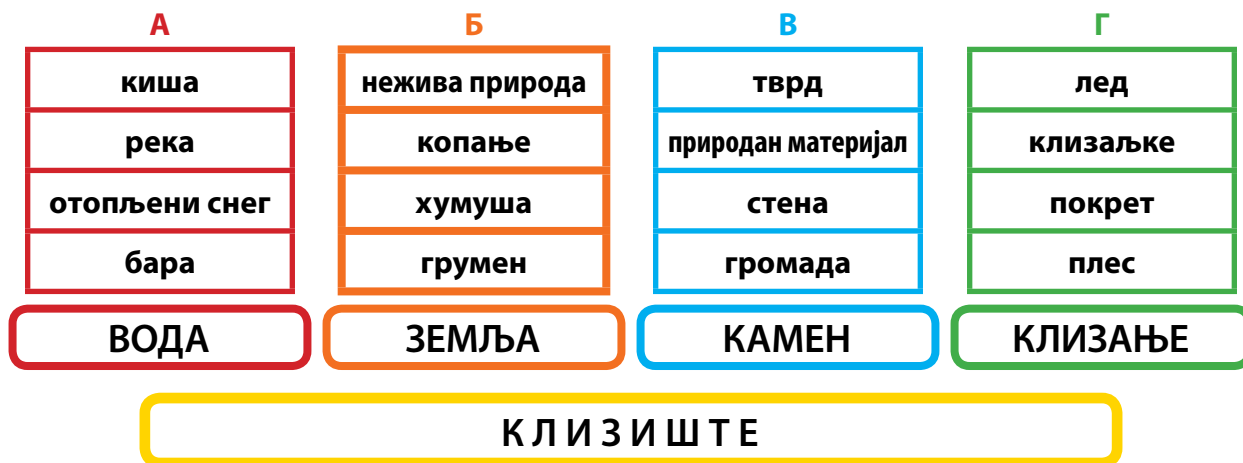 А Б В Г
киша нежива природа тврд лед
река копање природан материјал клизаљке
отопљени снег хумуша стена покрет
бара грумен громада плес
ВОДА ЗЕМЉА КАМЕН КЛИЗАЊЕ
КЛИЗИШТЕ